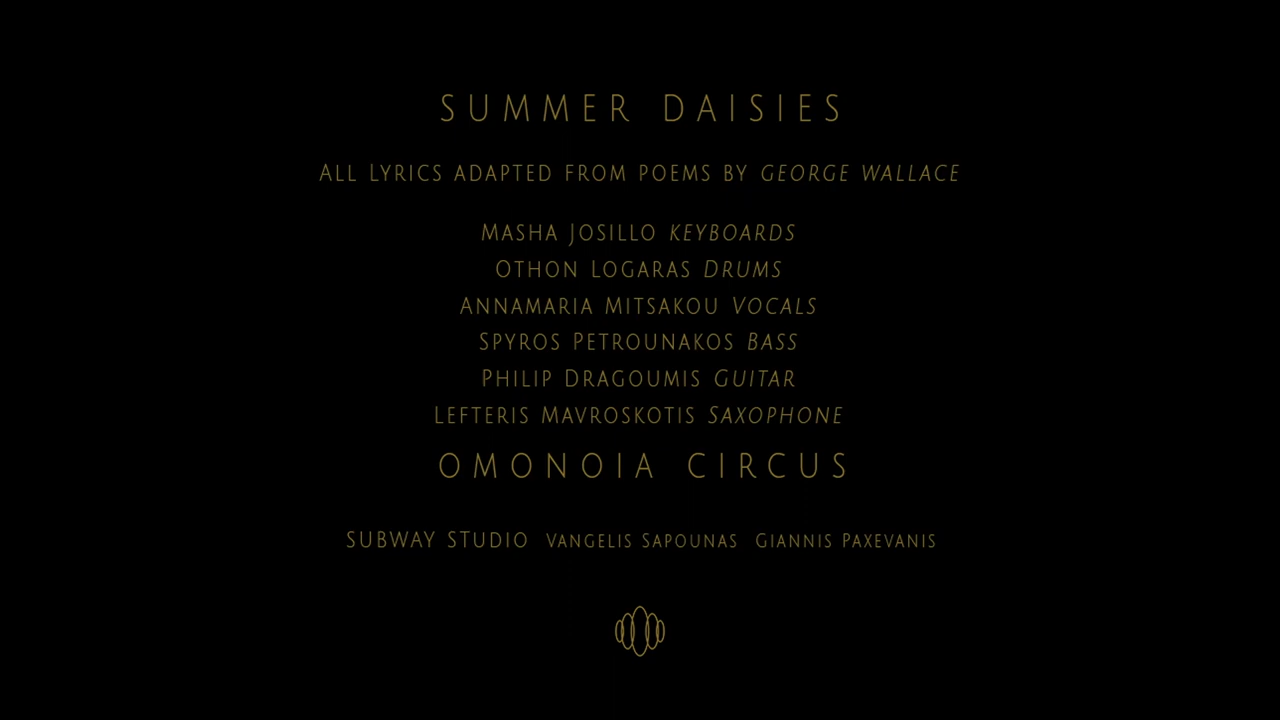 SUMMER DAISIES
ALL LYRICS ADAPTED FROM POEMS BY GEORGE WALLACE
MASHA JOSILLO KEYBOARDS
OTHON LOGARAS DRUMS
ANNAMARIA MITSAKOU VOCALS
SPYROS PETROUNAKOS BASS
PHILIP DRAGOUMIS GUITAR
LEFTERIS MAVROSKOTIS SAXOPHONE
OMONOIA CIRCUS
SUBWAY STUDIO VANGELIS SAPOUNAS GIANNIS PAXEVANIS